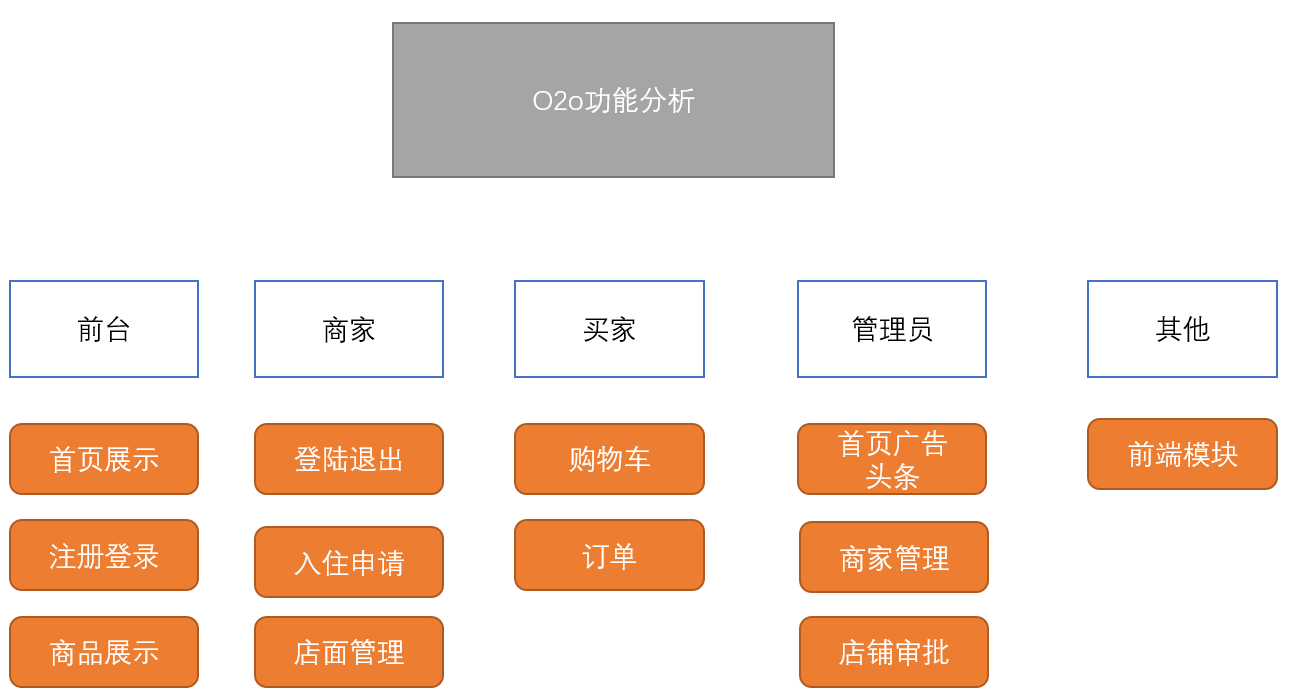 O2o功能分析
前台
商家
买家
管理员
其他
首页展示
登陆退出
购物车
首页广告
头条
前端模块
注册登录
入住申请
订单
商家管理
商品展示
店面管理
店铺审批